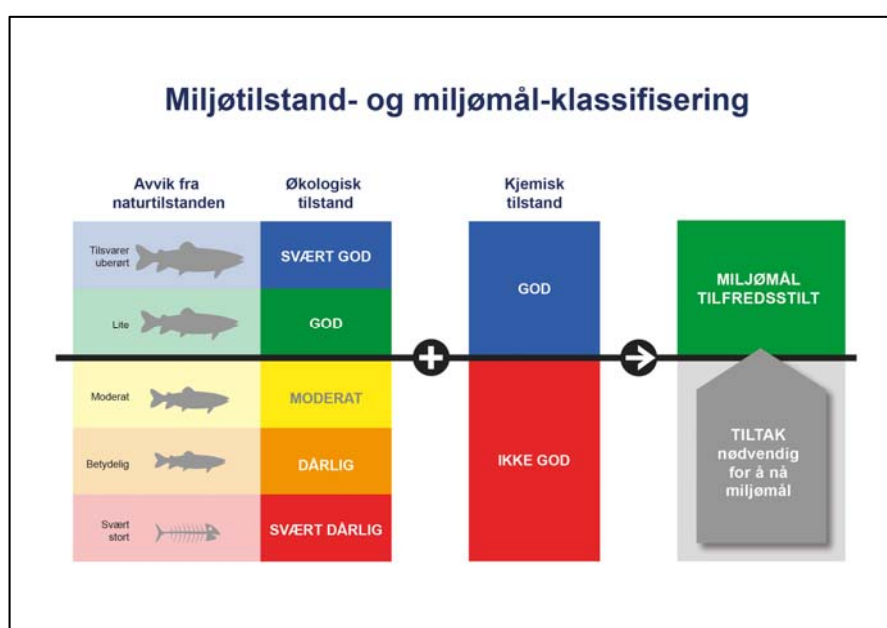 Miljøtilstand- og miljømål-klassifisering
Avvik fra
naturtilstanden
Økologisk
tilstand
Kjemisk
tilstand
Tilsvarer
uberørt
SVÆRT GOD
Lite
GOD
Moderat
MODERAT
Betydelig
DÅRLIG
Svært
stort
SVÆRT DÅRLIG
GOD
IKKE GOD
MILJØMÅL
TILFREDSSTILT
TILTAK
nødvendig
for å nå
miljømål